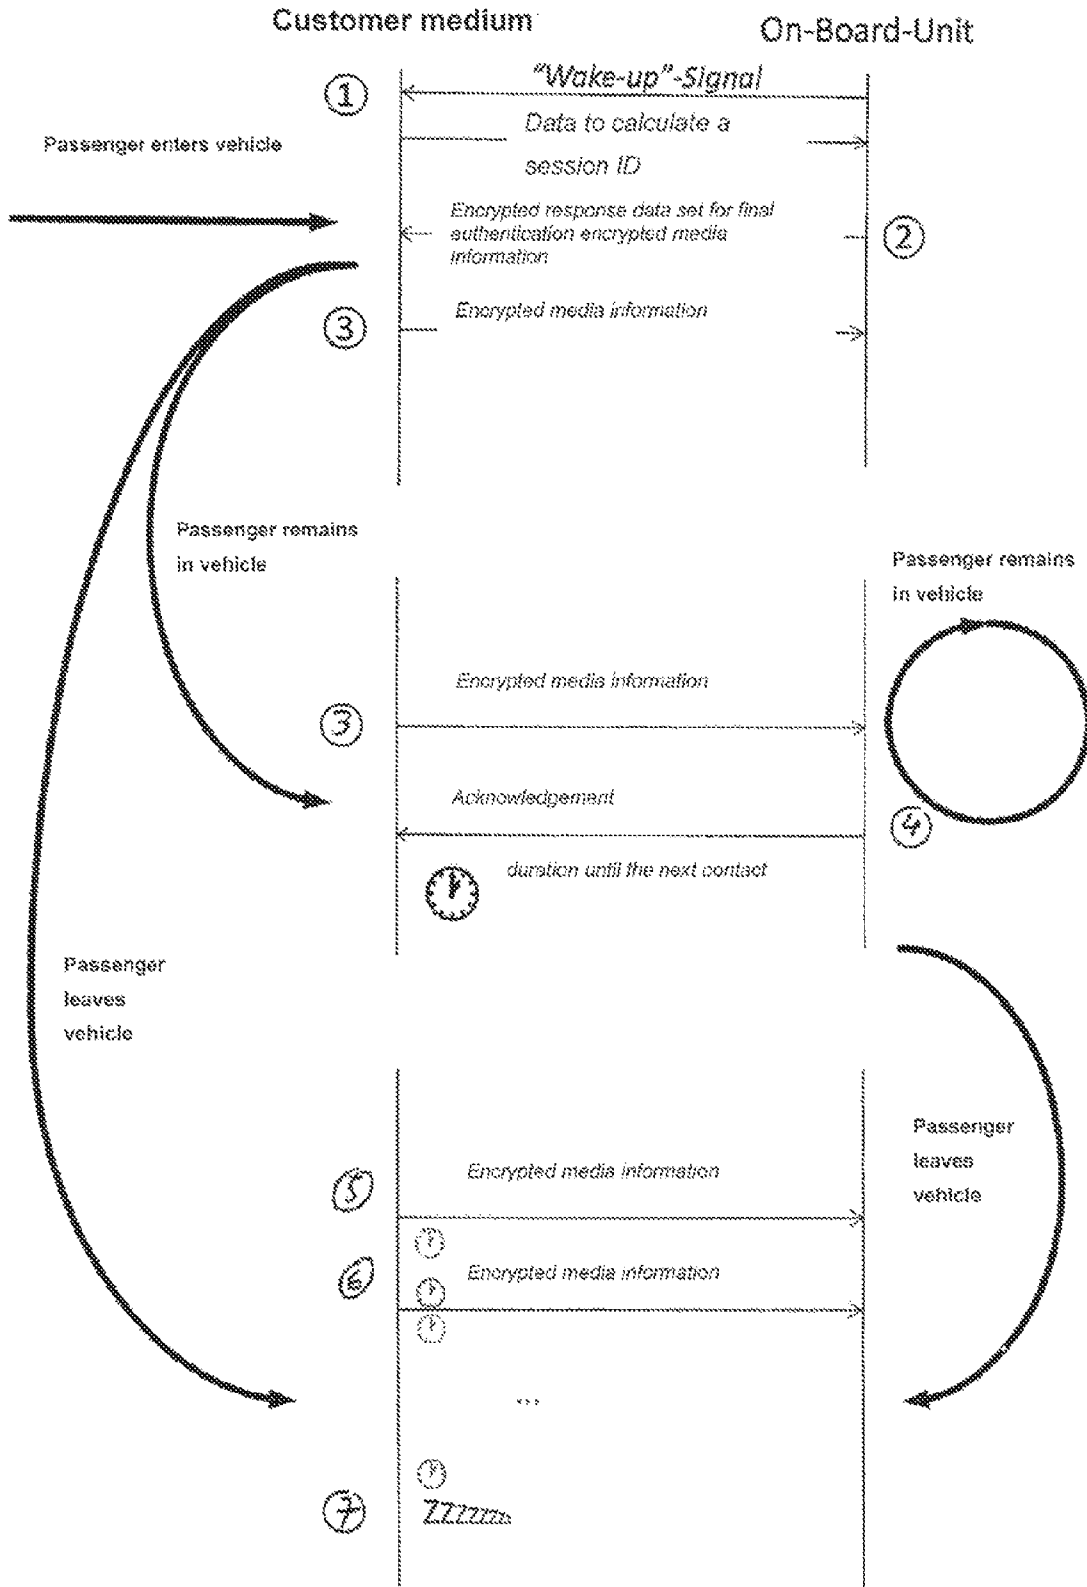 Customer medium
On-Board-Unit
"Wake-up"-Signal
1
Data to calculate a
session ID
Passenger enters vehicle
Encrypted response data set for final
authentication encrypted media
information
2
Encrypted media information
3
Passenger remains
in vehicle
Passenger remains
in vehicle
Encrypted media information
3
Acknowledgement
4
duration until the next contact
Passenger
leaves
vehicle
Passenger
leaves
vehicle
Encrypted media information
5
Encrypted media information
6
...
7
ZZZzzzz